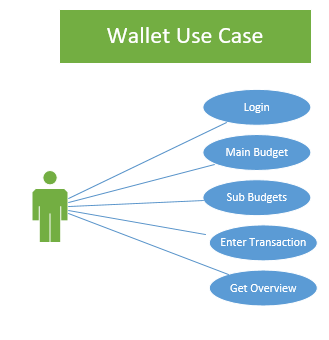 Wallet Use Case
Login
Main Budget
Sub Budgets
Enter Transaction
Get Overview